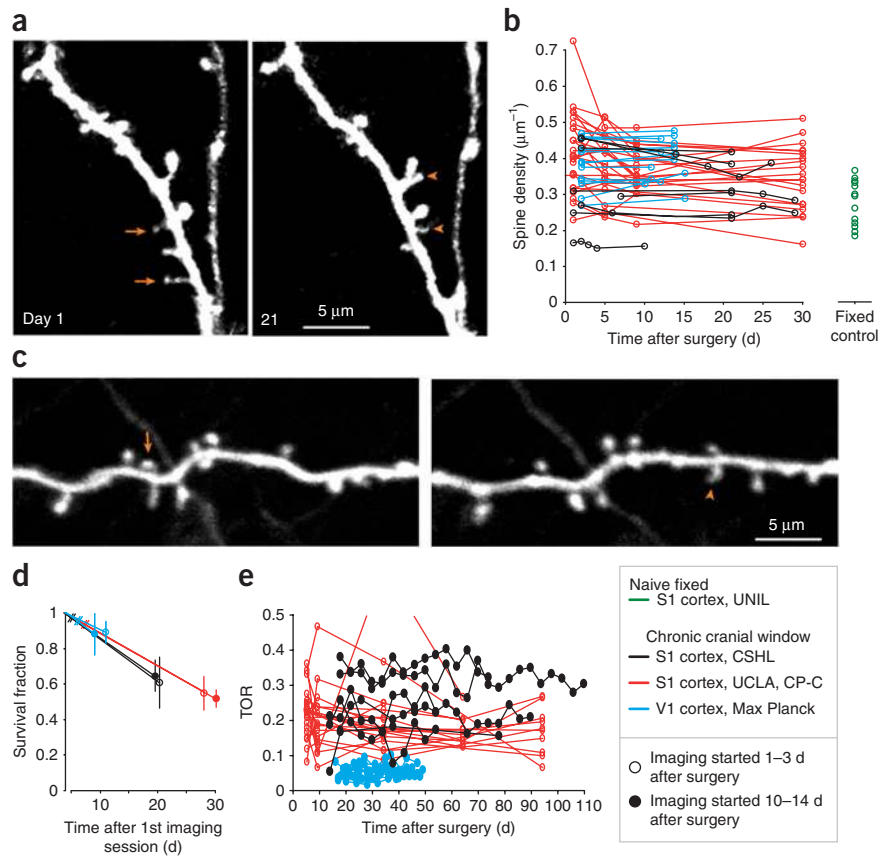 a
Day 1
21
5 μm
b
Spine density (μm⁻¹)
0.7
0.6
0.5
0.4
0.3
0.2
0.1
0
0
5
10
15
20
25
30
Time after surgery (d)
Fixed
control
c
5 μm
d
Survival fraction
1
0.8
0.6
0.4
0.2
0
10
20
30
Time after 1st imaging
session (d)
e
TOR
0.5
0.4
0.3
0.2
0.1
0
0
10
20
30
40
50
60
70
80
90
100
110
Time after surgery (d)
Naive fixed
S1 cortex, UNIL
Chronic cranial window
S1 cortex, CSHL
S1 cortex, UCLA, CP-C
V1 cortex, Max Planck
Imaging started 1–3 d
after surgery
Imaging started 10–14 d
after surgery